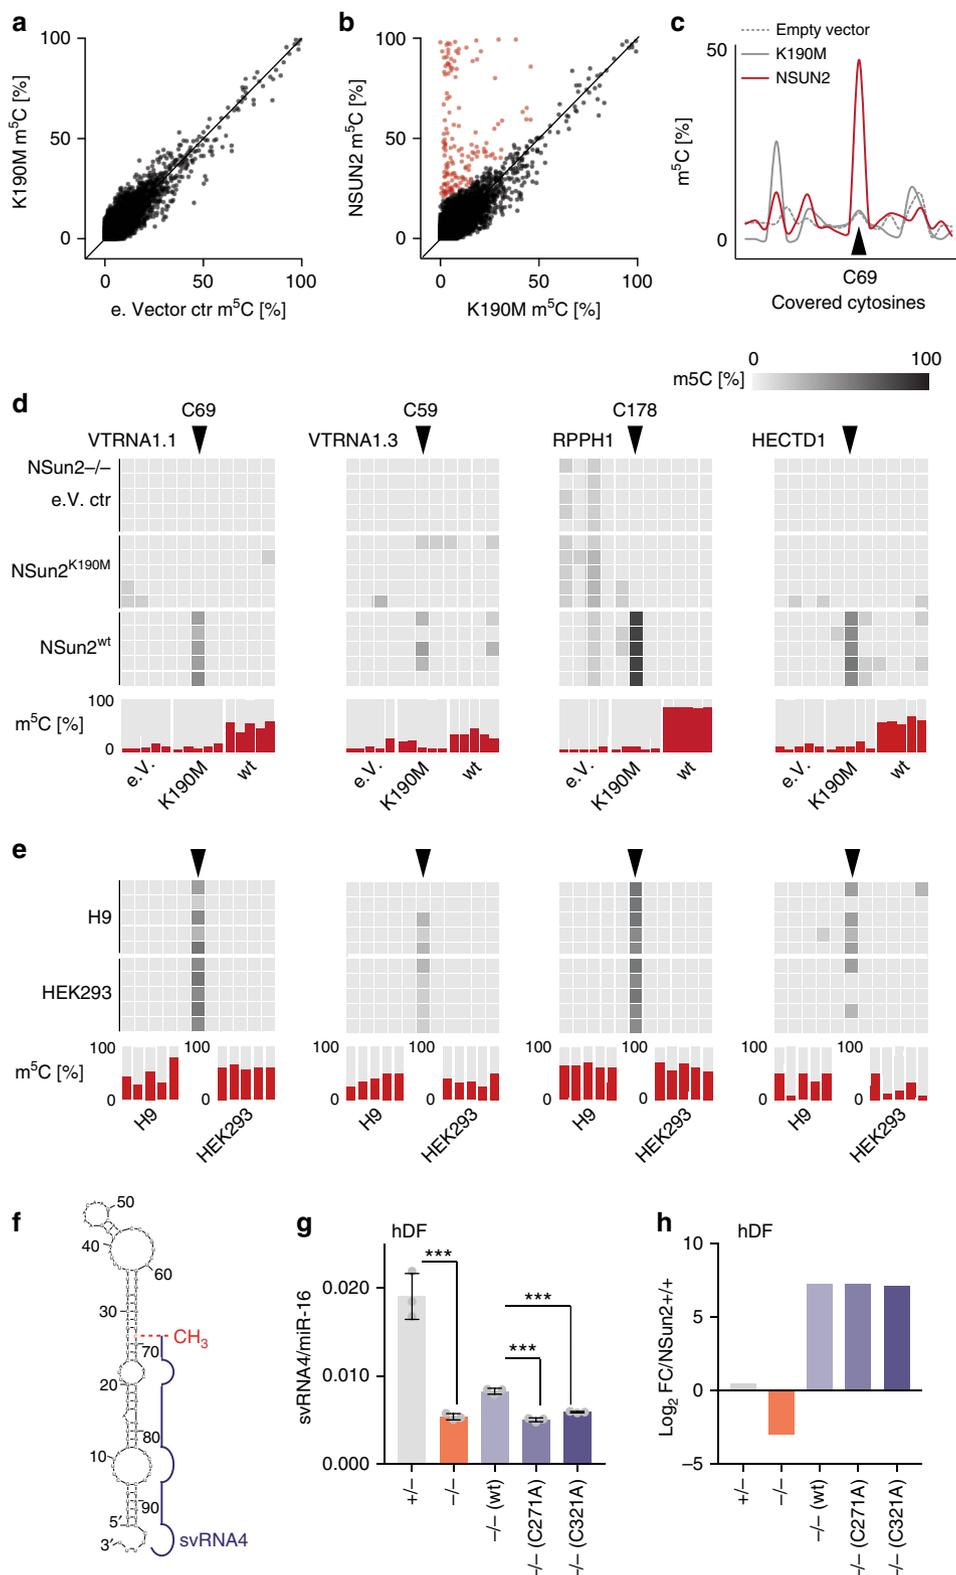 a
b
c
100
50
0
K190M m⁵C [%]
0
50
100
e. Vector ctr m⁵C [%]
100
50
0
NSUN2 m⁵C [%]
0
50
100
K190M m⁵C [%]
Empty vector
K190M
NSUN2
50
0
m⁵C [%]
C69
Covered cytosines
0
100
m5C [%]
d
C69
C59
C178
VTRNA1.1
VTRNA1.3
RPPH1
HECTD1
NSun2–/–
e.V. ctr
NSun2ᴷ¹⁹⁰ᴹ
NSun2ʷᵗ
100
m⁵C [%]
0
e.V.
K190M
wt
e.V.
K190M
wt
e.V.
K190M
wt
e.V.
K190M
wt
e
H9
HEK293
100
100
100
100
100
100
100
100
m⁵C [%]
0
0
0
0
0
0
0
0
H9
HEK293
H9
HEK293
H9
HEK293
H9
HEK293
f
50
40
60
30
CH₃
70
20
80
10
90
5′
3′
svRNA4
g
hDF
***
***
***
0.020
0.010
0.000
svRNA4/miR-16
+/–
–/–
–/– (wt)
–/– (C271A)
–/– (C321A)
h
hDF
10
5
0
–5
Log₂ FC/NSun2+/+
+/–
–/–
–/– (wt)
–/– (C271A)
–/– (C321A)